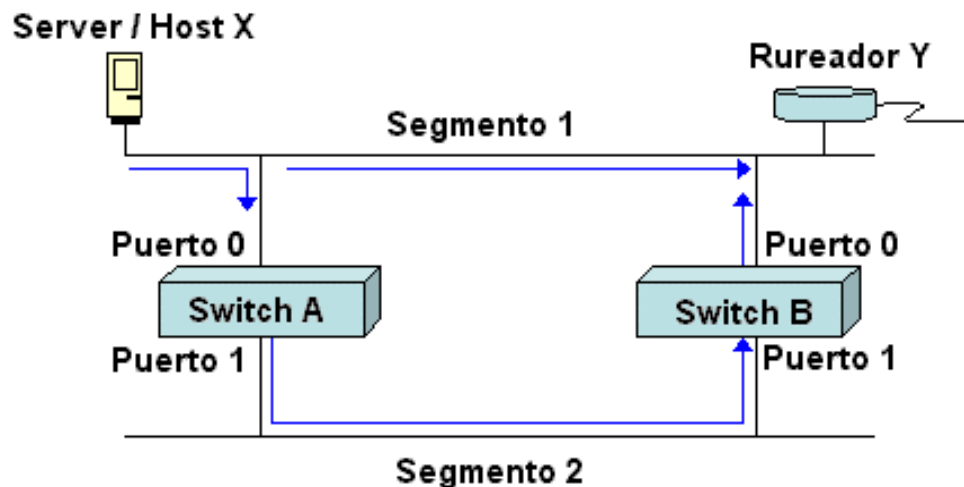 Server / Host X
Rureador Y
Segmento 1
Puerto 0
Puerto 0
Switch A
Switch B
Puerto 1
Puerto 1
Segmento 2